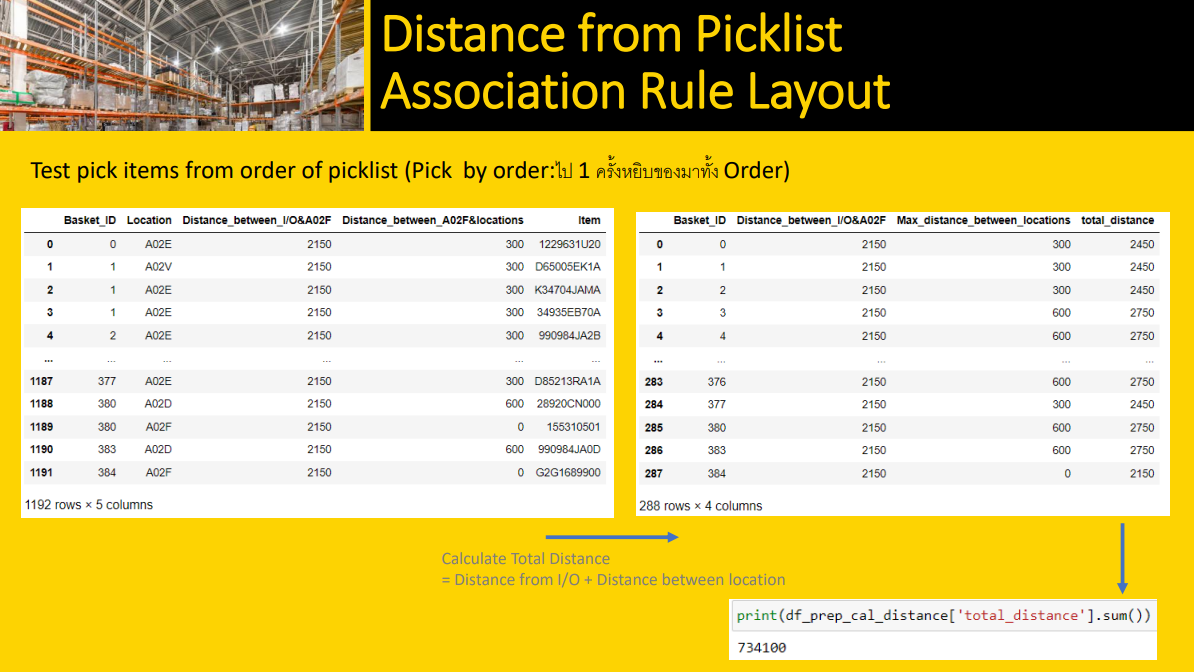 Distance from Picklist
Association Rule Layout
Test pick items from order of picklist (Pick  by order:ไป 1 ครั้งหยิบของมาทั้ง Order)
Basket_ID Location Distance_between_I/O&A02F Distance_between_A02F&locations Item
0 0 A02E 2150 300 1229631U20
1 1 A02V 2150 300 D65005EK1A
2 1 A02E 2150 300 K34704JAMA
3 1 A02E 2150 300 34935EB70A
4 2 A02E 2150 300 990984JA2B
... ... ... ... ... ...
1187 377 A02E 2150 300 D85213RA1A
1188 380 A02D 2150 600 28920CN000
1189 380 A02F 2150 0 155310501
1190 383 A02D 2150 600 990984JA0D
1191 384 A02F 2150 0 G2G1689900
1192 rows × 5 columns
Basket_ID Distance_between_I/O&A02F Max_distance_between_locations total_distance
0 0 2150 300 2450
1 1 2150 300 2450
2 2 2150 300 2450
3 3 2150 600 2750
4 4 2150 600 2750
... ... ... ... ...
283 376 2150 600 2750
284 377 2150 300 2450
285 380 2150 600 2750
286 383 2150 600 2750
287 384 2150 0 2150
288 rows × 4 columns
Calculate Total Distance
= Distance from I/O + Distance between location
print(df_prep_cal_distance['total_distance'].sum())
734100